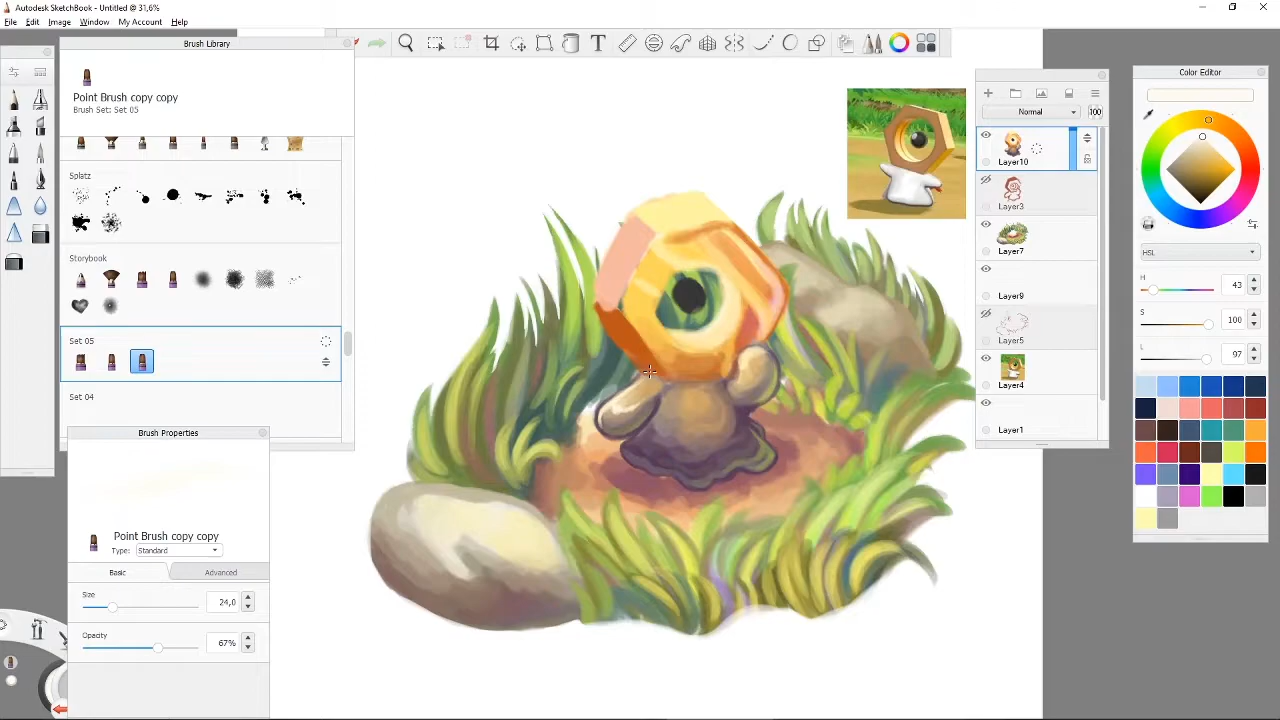 Autodesk SketchBook - Untitled @ 31,6%
File Edit Image Window My Account Help
Brush Library
Point Brush copy copy
Brush Set: Set 05
Splatz
Storybook
Set 05
Set 04
Brush Properties
Point Brush copy copy
Type: Standard
Basic Advanced
Size
24,0
Opacity
67%
Normal 100
Layer10
Layer3
Layer7
Layer9
Layer5
Layer4
Layer1
Color Editor
HSL
H 43
S 100
L 97